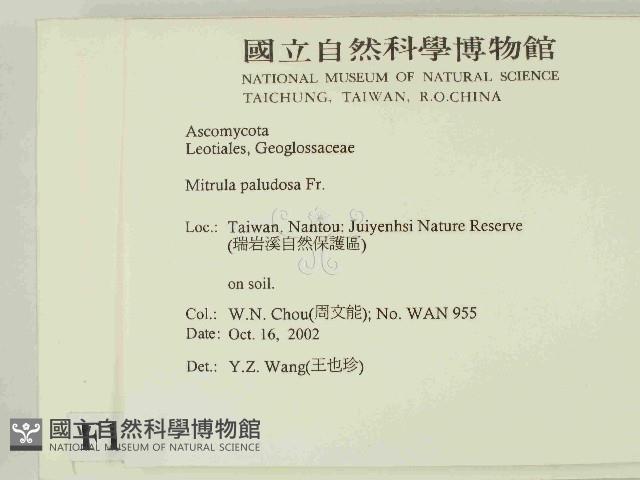 國立自然科學博物館
NATIONAL MUSEUM OF NATURAL SCIENCE
TAICHUNG, TAIWAN, R.O.CHINA
Ascomycota
Leotiales, Geoglossaceae
Mitrula paludosa Fr.
Loc.: Taiwan, Nantou: Juiyenhsi Nature Reserve
(瑞岩溪自然保護區)
on soil.
Col.: W.N. Chou(周文能); No. WAN 955
Date: Oct. 16, 2002
Det.: Y.Z. Wang(王也珍)
國立自然科學博物館
NATIONAL MUSEUM OF NATURAL SCIENCE